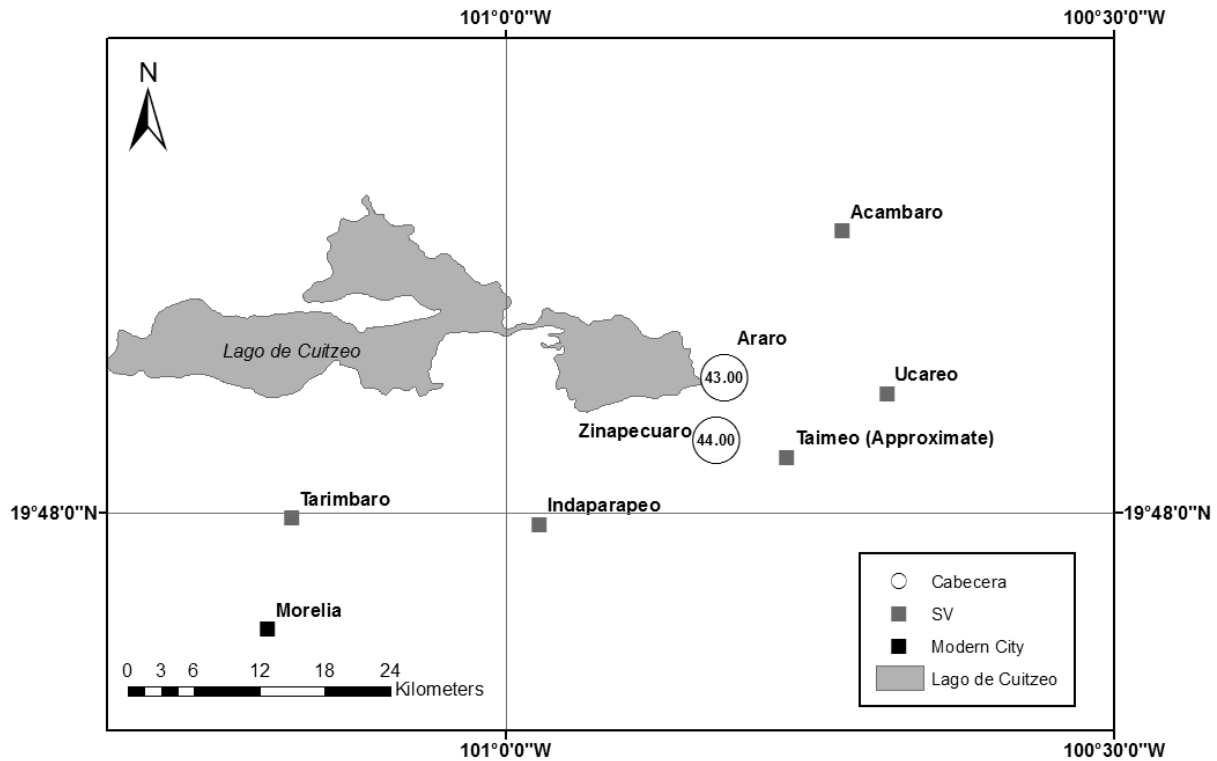 101°0'0"W
100°30'0"W
N
Acambaro
Araro
Lago de Cuitzeo
43.00
Ucareo
Zinapecuaro
44.00
Taimeo (Approximate)
Tarimbaro
Indaparapeo
19°48'0"N
19°48'0"N
Cabecera
SV
Modern City
Lago de Cuitzeo
Morelia
0 3 6 12 18 24
Kilometers
101°0'0"W
100°30'0"W